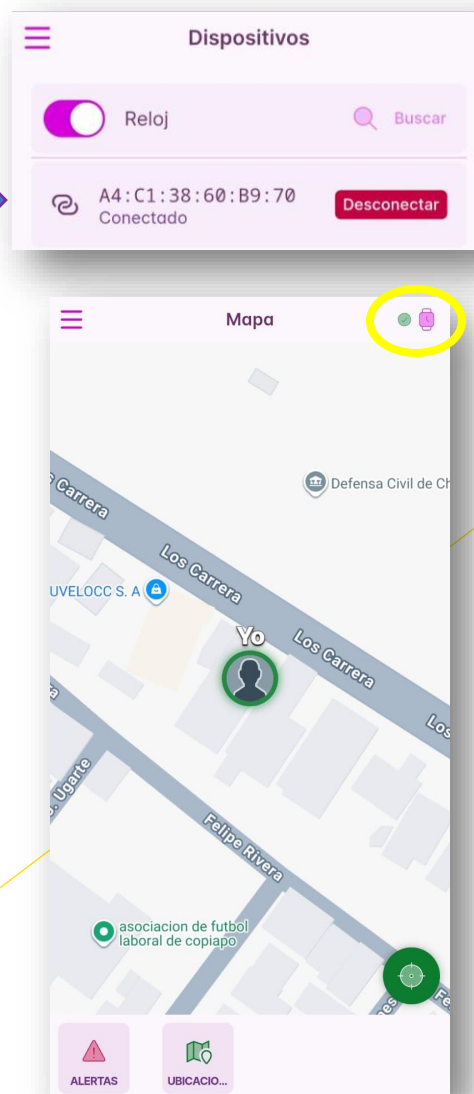 Dispositivos
Reloj
Buscar
A4:C1:38:60:B9:70
Conectado
Desconectar
Mapa
Defensa Civil de Ch
Carrera
Los Carrera
UVELOCC S. A
Yo
Los Carrera
Los
J. Ugarte
Felipe Rivera
asociacion de futbol
laboral de copiapo
ALERTAS
UBICACIO...